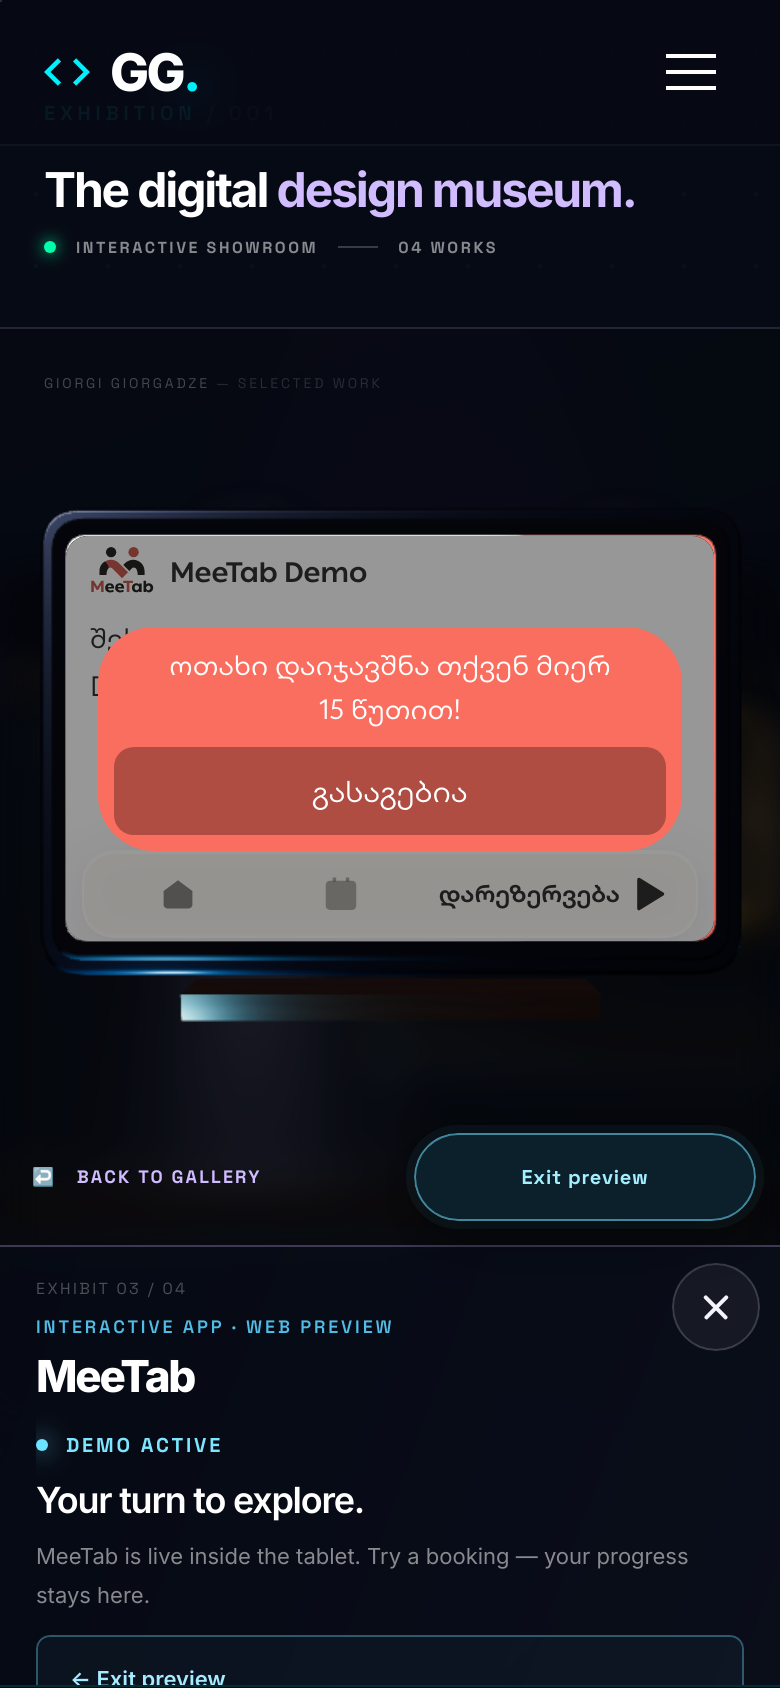 GG.
EXHIBITION / 001
The digital design museum.
INTERACTIVE SHOWROOM — 04 WORKS
GIORGI GIORGADZE — SELECTED WORK
MeeTab
MeeTab Demo
ოთახი დაიჯავშნა თქვენ მიერ
15 წუთით!
გასაგებია
დარეზერვება
↩ BACK TO GALLERY
Exit preview
EXHIBIT 03 / 04
INTERACTIVE APP · WEB PREVIEW
MeeTab
DEMO ACTIVE
Your turn to explore.
MeeTab is live inside the tablet. Try a booking — your progress
stays here.
← Exit preview